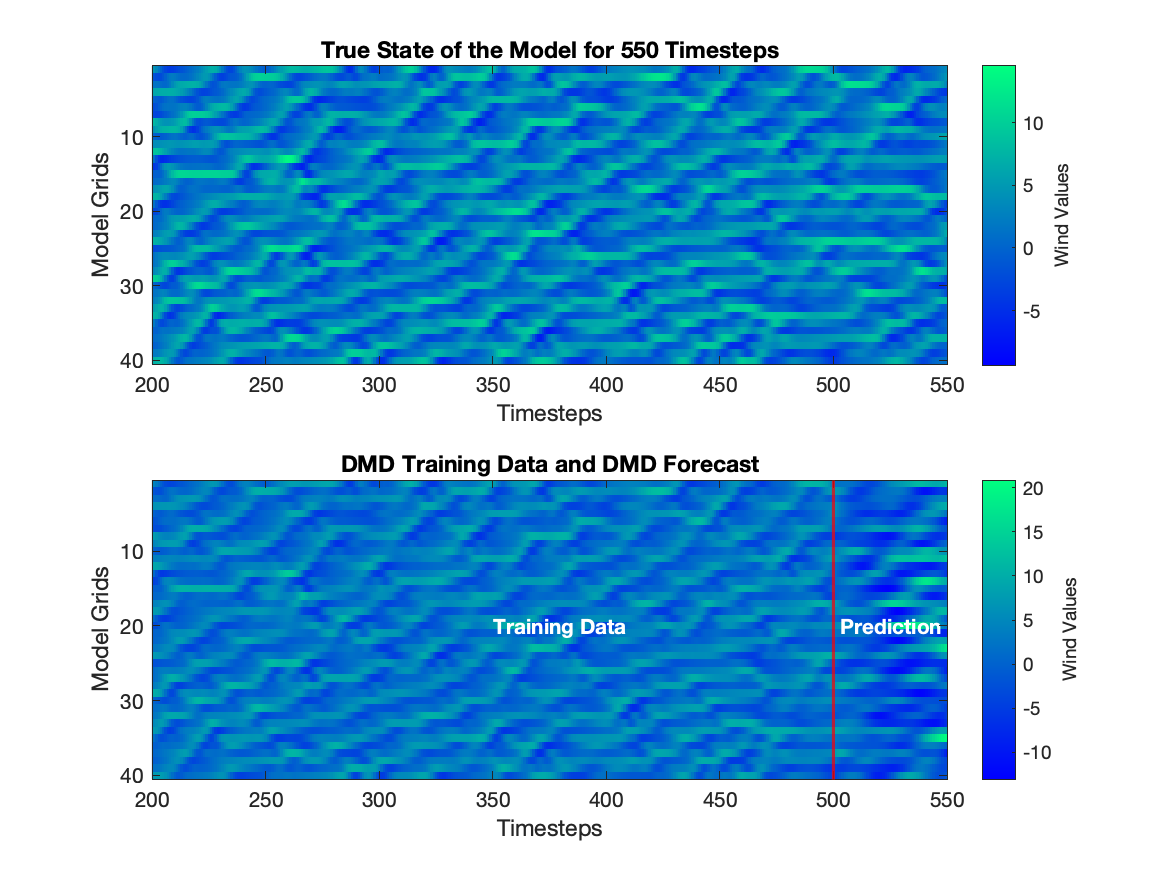 True State of the Model for 550 Timesteps
10
20
30
40
Model Grids
200 250 300 350 400 450 500 550
Timesteps
10
5
0
-5
Wind Values
DMD Training Data and DMD Forecast
10
20
30
40
Model Grids
Training Data
Prediction
200 250 300 350 400 450 500 550
Timesteps
20
15
10
5
0
-5
-10
Wind Values